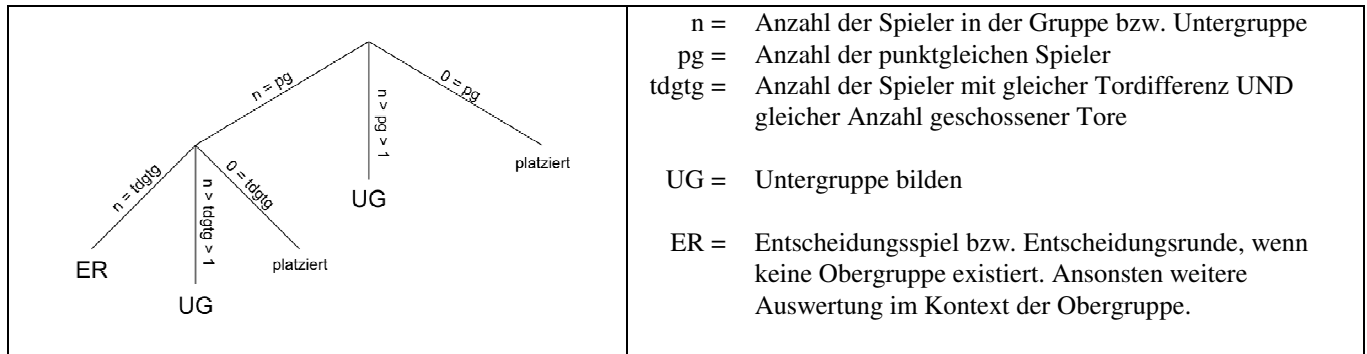 n = pg
n > pg > 1
0 = pg
n = tdgtg
n > tdgtg > 1
0 = tdgtg
platziert
UG
ER
platziert
UG
n = Anzahl der Spieler in der Gruppe bzw. Untergruppe
pg = Anzahl der punktgleichen Spieler
tdgtg = Anzahl der Spieler mit gleicher Tordifferenz UND
gleicher Anzahl geschossener Tore
UG = Untergruppe bilden
ER = Entscheidungsspiel bzw. Entscheidungsrunde, wenn
keine Obergruppe existiert. Ansonsten weitere
Auswertung im Kontext der Obergruppe.